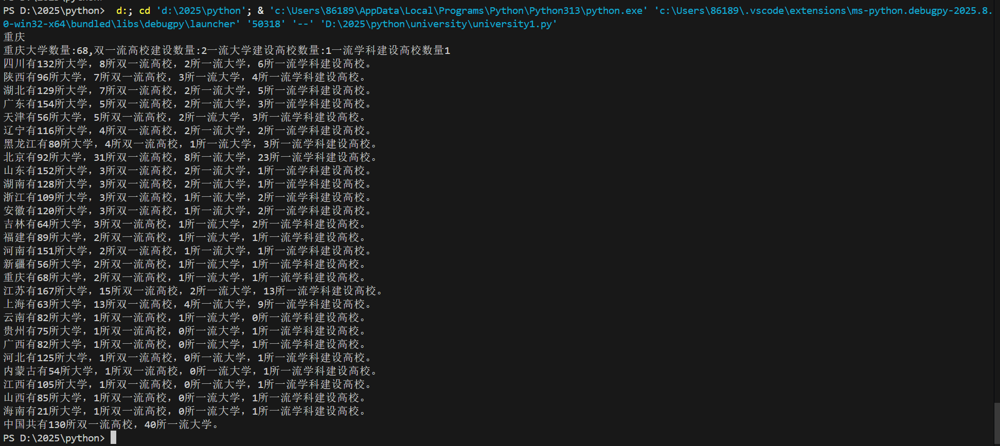 PS D:\2025\python>
PS D:\2025\python>  d:; cd 'd:\2025\python'; & 'c:\Users\86189\AppData\Local\Programs\Python\Python313\python.exe' 'c:\Users\86189\.vscode\extensions\ms-python.debugpy-2025.8.
0-win32-x64\bundled\libs\debugpy\launcher' '50318' '--' 'D:\2025\python\university\university1.py'
重庆
重庆大学数量:68,双一流高校建设数量:2一流大学建设高校数量:1一流学科建设高校数量1
四川有132所大学，8所双一流高校，2所一流大学，6所一流学科建设高校。
陕西有96所大学，7所双一流高校，3所一流大学，4所一流学科建设高校。
湖北有129所大学，7所双一流高校，2所一流大学，5所一流学科建设高校。
广东有154所大学，5所双一流高校，2所一流大学，3所一流学科建设高校。
天津有56所大学，5所双一流高校，2所一流大学，3所一流学科建设高校。
辽宁有116所大学，4所双一流高校，2所一流大学，2所一流学科建设高校。
黑龙江有80所大学，4所双一流高校，1所一流大学，3所一流学科建设高校。
北京有92所大学，31所双一流高校，8所一流大学，23所一流学科建设高校。
山东有152所大学，3所双一流高校，2所一流大学，1所一流学科建设高校。
湖南有128所大学，3所双一流高校，2所一流大学，1所一流学科建设高校。
浙江有109所大学，3所双一流高校，1所一流大学，2所一流学科建设高校。
安徽有120所大学，3所双一流高校，1所一流大学，2所一流学科建设高校。
吉林有64所大学，3所双一流高校，1所一流大学，2所一流学科建设高校。
福建有89所大学，2所双一流高校，1所一流大学，1所一流学科建设高校。
河南有151所大学，2所双一流高校，1所一流大学，1所一流学科建设高校。
新疆有56所大学，2所双一流高校，1所一流大学，1所一流学科建设高校。
重庆有68所大学，2所双一流高校，1所一流大学，1所一流学科建设高校。
江苏有167所大学，15所双一流高校，2所一流大学，13所一流学科建设高校。
上海有63所大学，13所双一流高校，4所一流大学，9所一流学科建设高校。
云南有82所大学，1所双一流高校，1所一流大学，0所一流学科建设高校。
贵州有75所大学，1所双一流高校，0所一流大学，1所一流学科建设高校。
广西有82所大学，1所双一流高校，0所一流大学，1所一流学科建设高校。
河北有125所大学，1所双一流高校，0所一流大学，1所一流学科建设高校。
内蒙古有54所大学，1所双一流高校，0所一流大学，1所一流学科建设高校。
江西有105所大学，1所双一流高校，0所一流大学，1所一流学科建设高校。
山西有85所大学，1所双一流高校，0所一流大学，1所一流学科建设高校。
海南有21所大学，1所双一流高校，0所一流大学，1所一流学科建设高校。
中国共有130所双一流高校，40所一流大学。
PS D:\2025\python>